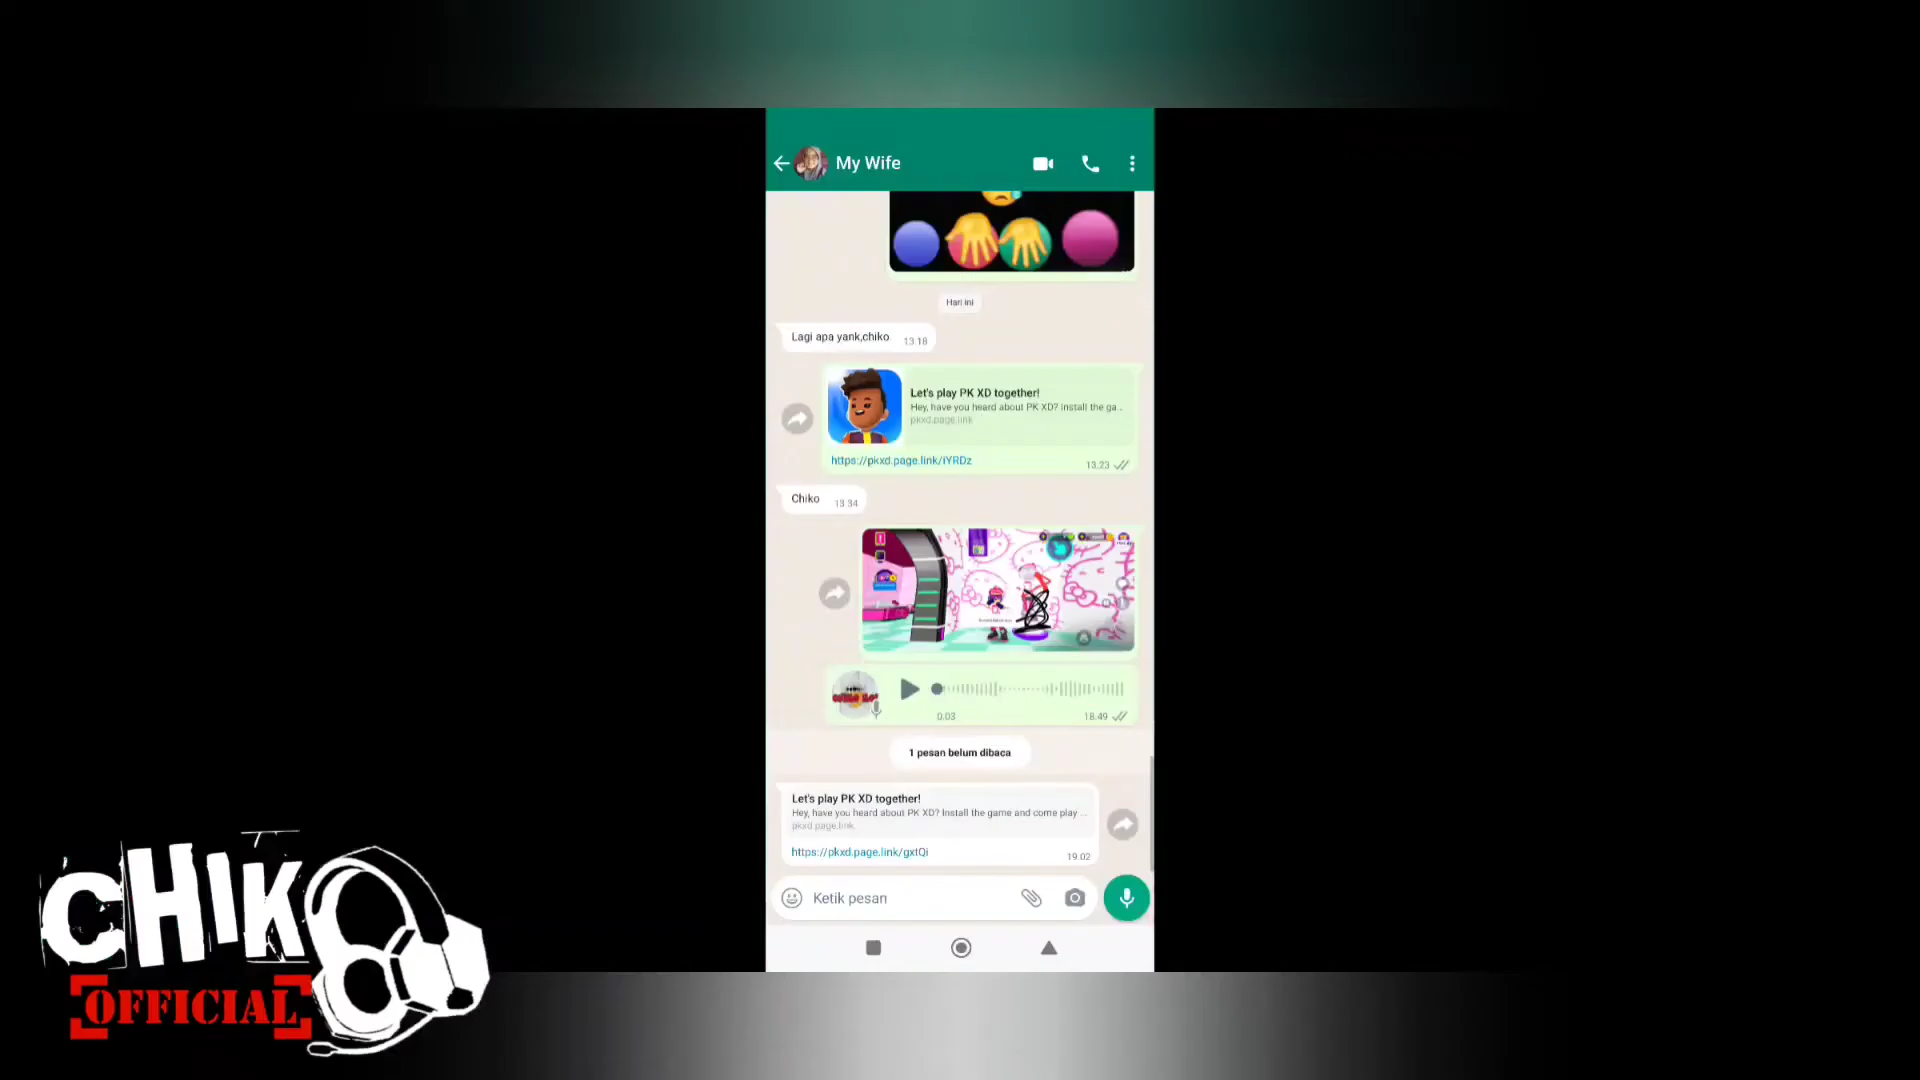 My Wife
Hari ini
Lagi apa yank,chiko 13.18
Let's play PK XD together!
Hey, have you heard about PK XD? Install the ga...
pkxd.page.link
https://pkxd.page.link/iYRDz
13.23
Chiko 13.34
0.03 18.49
1 pesan belum dibaca
Let's play PK XD together!
Hey, have you heard about PK XD? Install the game and come play ...
pkxd.page.link
https://pkxd.page.link/gxtQi
19.02
Ketik pesan
CHIKO
OFFICIAL